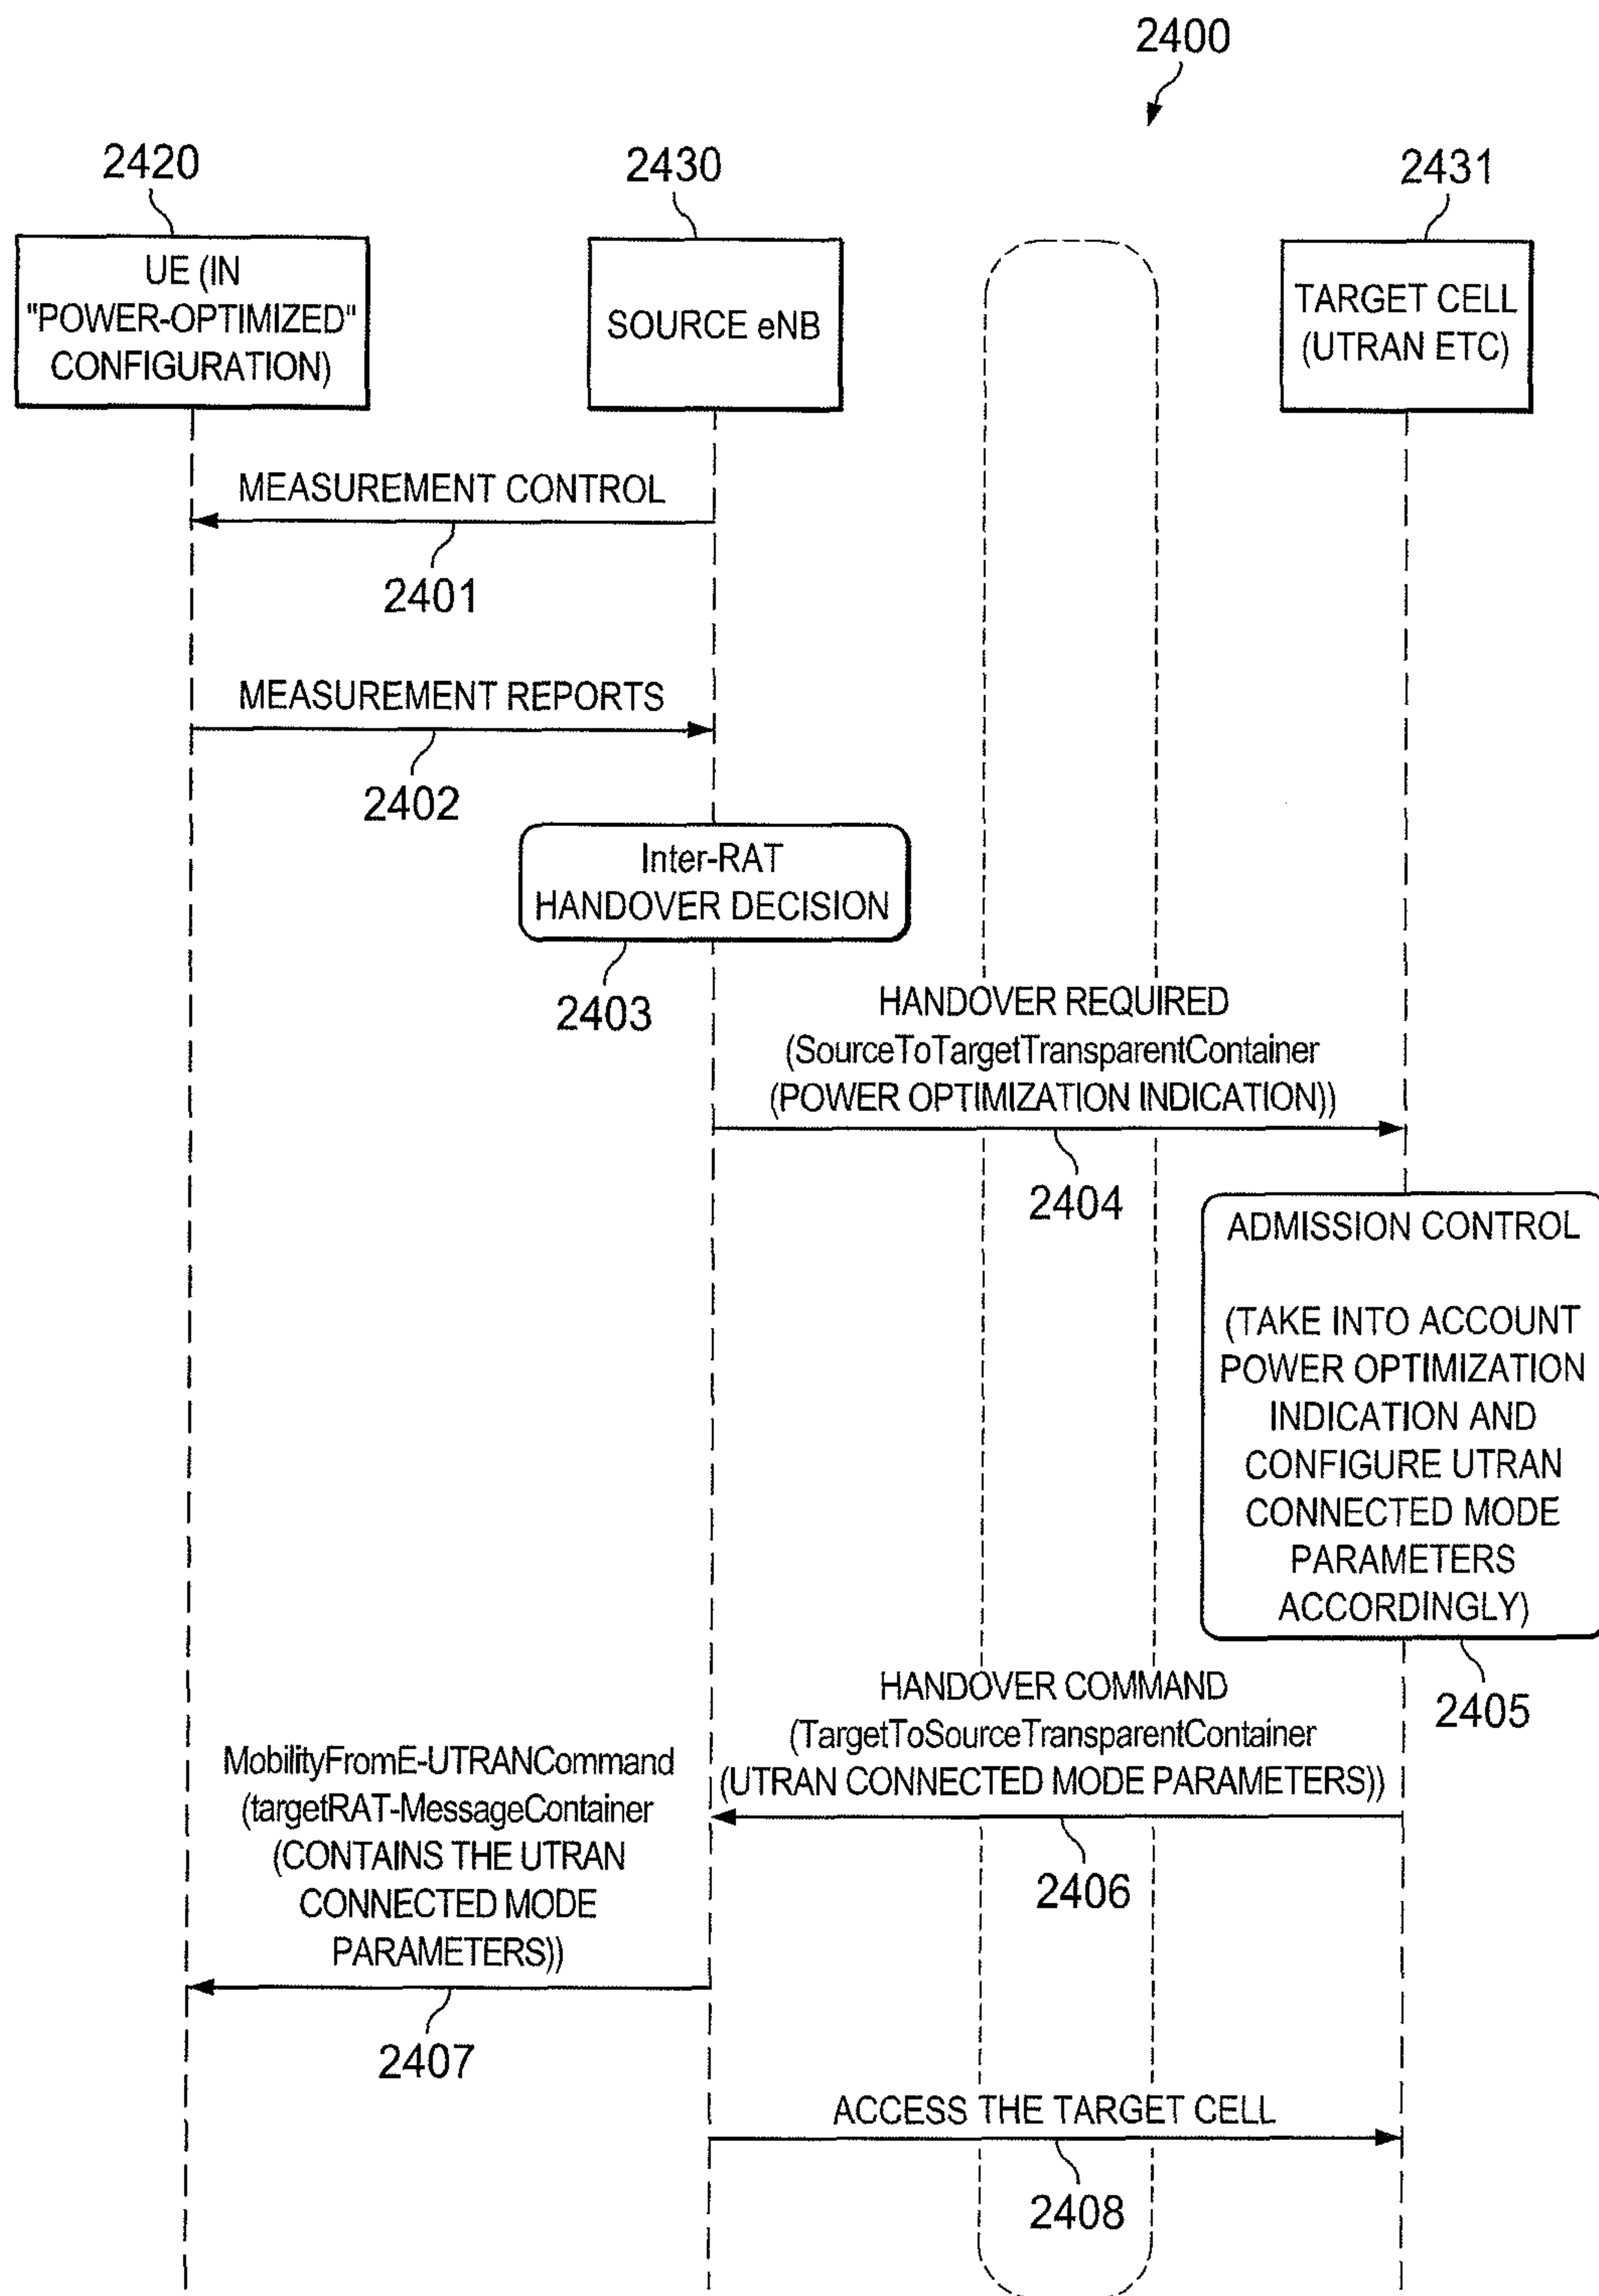 2400
2420
2430
2431
UE (IN
"POWER-OPTIMIZED"
CONFIGURATION)
SOURCE eNB
TARGET CELL
(UTRAN ETC)
MEASUREMENT CONTROL
2401
MEASUREMENT REPORTS
2402
Inter-RAT
HANDOVER DECISION
2403
HANDOVER REQUIRED
(SourceToTargetTransparentContainer
(POWER OPTIMIZATION INDICATION))
2404
ADMISSION CONTROL
(TAKE INTO ACCOUNT
POWER OPTIMIZATION
INDICATION AND
CONFIGURE UTRAN
CONNECTED MODE
PARAMETERS
ACCORDINGLY)
2405
HANDOVER COMMAND
(TargetToSourceTransparentContainer
(UTRAN CONNECTED MODE PARAMETERS))
2406
MobilityFromE-UTRANCommand
(targetRAT-MessageContainer
(CONTAINS THE UTRAN
CONNECTED MODE
PARAMETERS))
2407
ACCESS THE TARGET CELL
2408